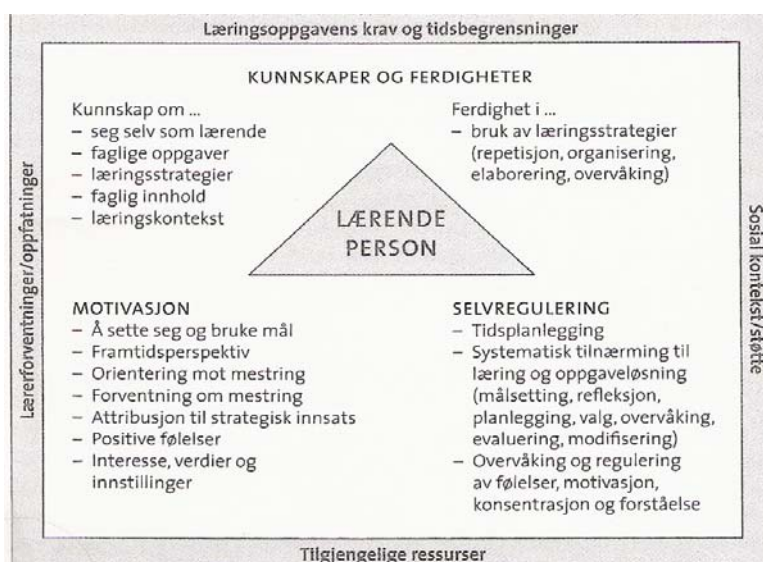 Læringsoppgavens krav og tidsbegrensninger
KUNNSKAPER OG FERDIGHETER
Kunnskap om ...
– seg selv som lærende
– faglige oppgaver
– læringsstrategier
– faglig innhold
– læringskontekst
Ferdighet i ...
– bruk av læringsstrategier
(repetisjon, organisering,
elaborering, overvåking)
LÆRENDE
PERSON
MOTIVASJON
– Å sette seg og bruke mål
– Framtidsperspektiv
– Orientering mot mestring
– Forventning om mestring
– Attribusjon til strategisk innsats
– Positive følelser
– Interesse, verdier og
innstillinger
SELVREGULERING
– Tidsplanlegging
– Systematisk tilnærming til
læring og oppgaveløsning
(målsetting, refleksjon,
planlegging, valg, overvåking,
evaluering, modifisering)
– Overvåking og regulering
av følelser, motivasjon,
konsentrasjon og forståelse
Lærerforventninger/oppfatninger
Sosial kontekst/støtte
Tilgjengelige ressurser